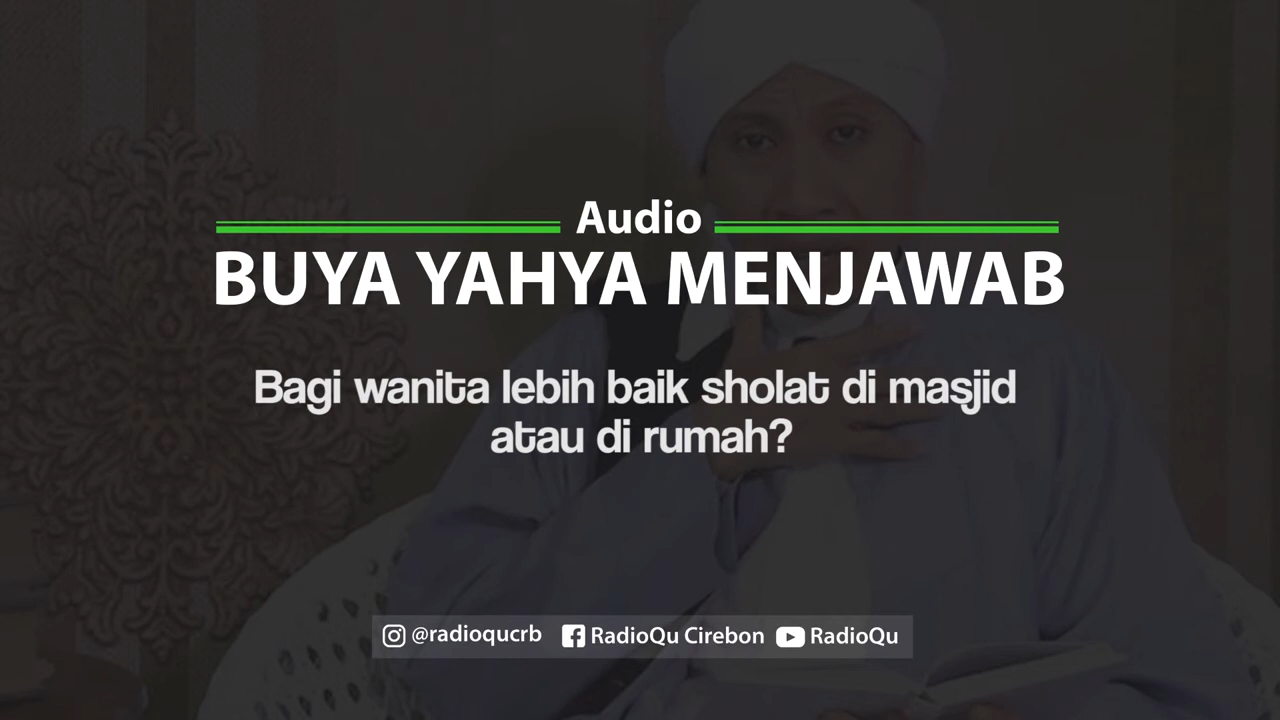 Audio
BUYA YAHYA MENJAWAB
Bagi wanita lebih baik sholat di masjid
atau di rumah?
@radioqucrb RadioQu Cirebon RadioQu